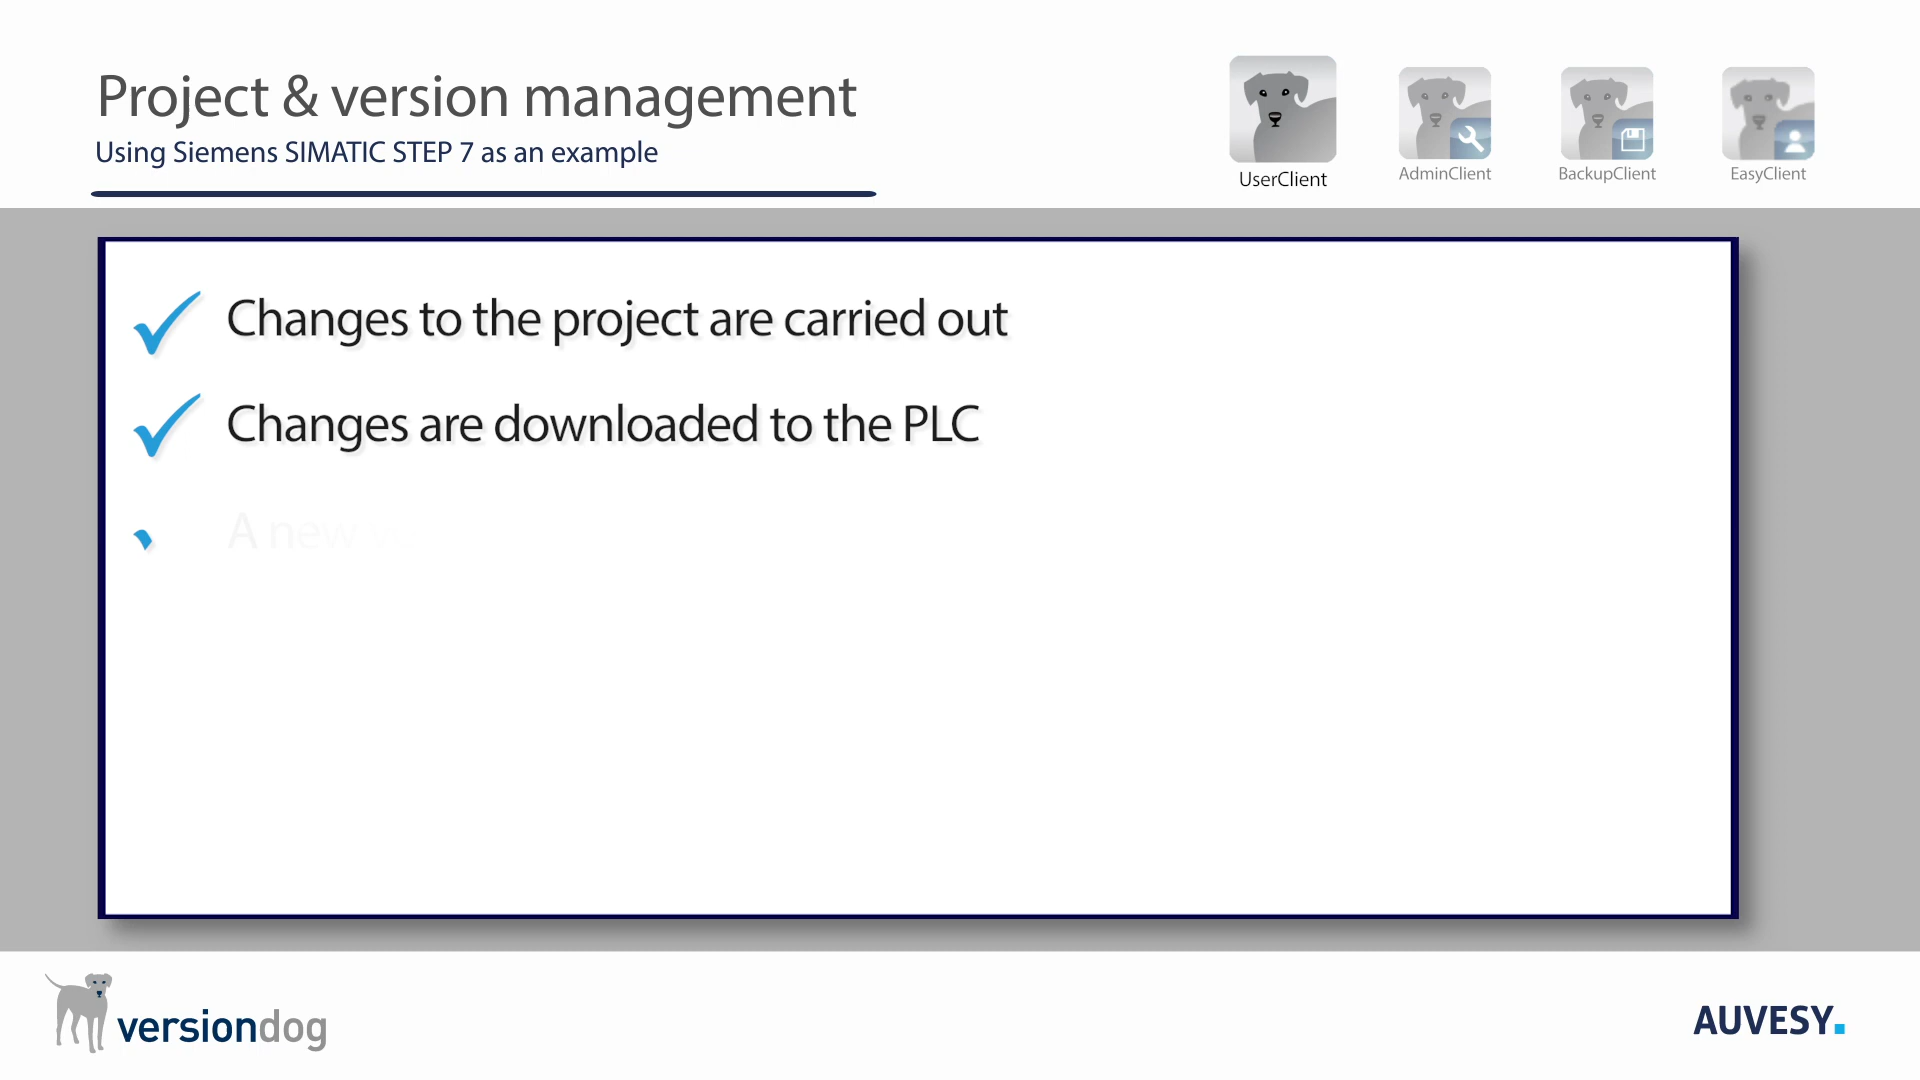 Project & version management
Using Siemens SIMATIC STEP 7 as an example
UserClient
AdminClient
BackupClient
EasyClient
Changes to the project are carried out
Changes are downloaded to the PLC
A new
versiondog
AUVESY.